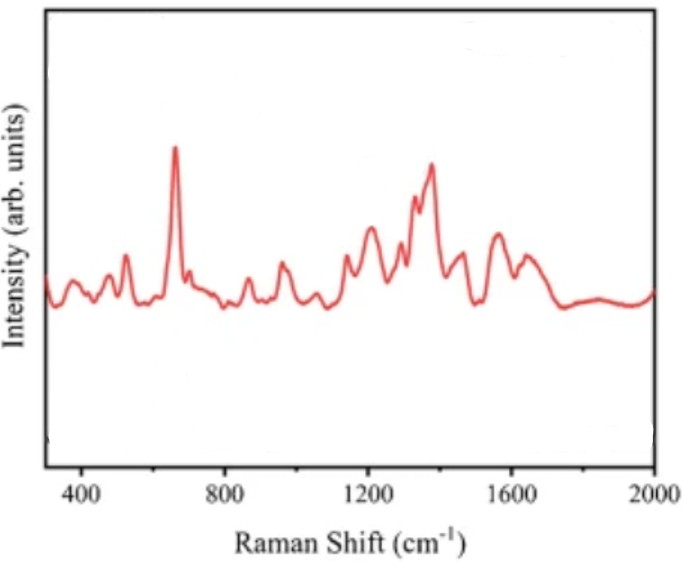 Intensity (arb. units)
400 800 1200 1600 2000
Raman Shift (cm⁻¹)